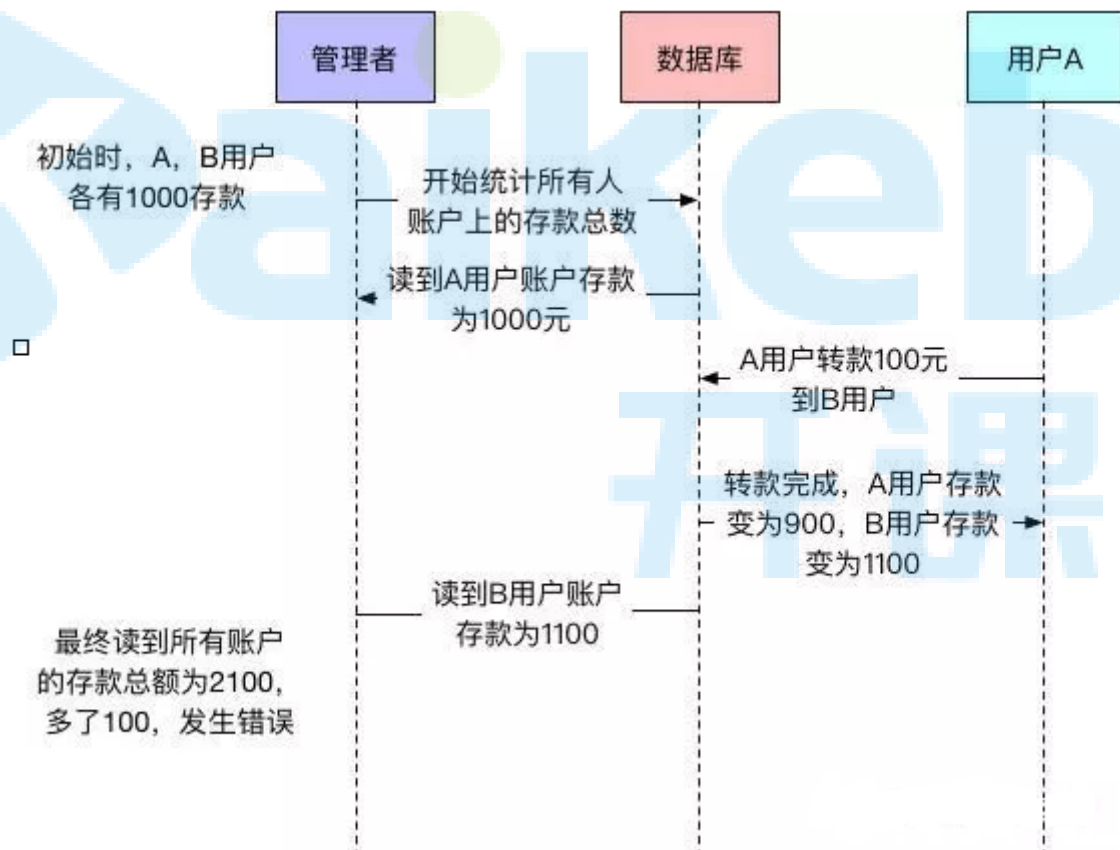 管理者
数据库
用户A
初始时，A，B用户
各有1000存款
开始统计所有人
账户上的存款总数
读到A用户账户存款
为1000元
A用户转款100元
到B用户
转款完成，A用户存款
变为900，B用户存款
变为1100
读到B用户账户
存款为1100
最终读到所有账户
的存款总额为2100，
多了100，发生错误
aikeb
开课